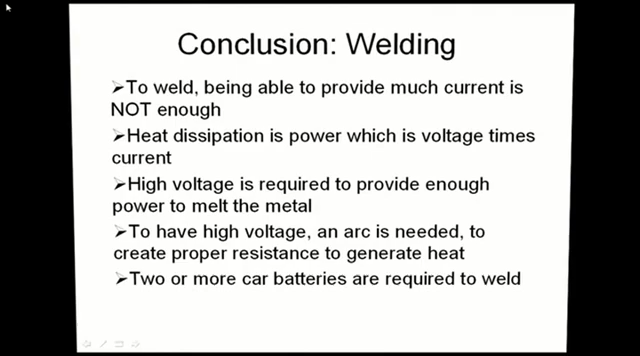 Conclusion: Welding
➢To weld, being able to provide much current is
NOT enough
➢Heat dissipation is power which is voltage times
current
➢High voltage is required to provide enough
power to melt the metal
➢To have high voltage, an arc is needed, to
create proper resistance to generate heat
➢Two or more car batteries are required to weld